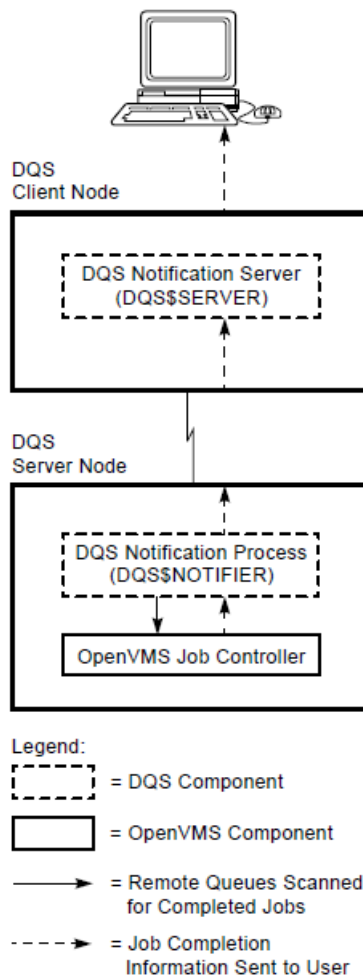 DQS
Client Node
DQS Notification Server
(DQS$SERVER)
DQS
Server Node
DQS Notification Process
(DQS$NOTIFIER)
OpenVMS Job Controller
Legend:
= DQS Component
= OpenVMS Component
= Remote Queues Scanned
for Completed Jobs
= Job Completion
Information Sent to User